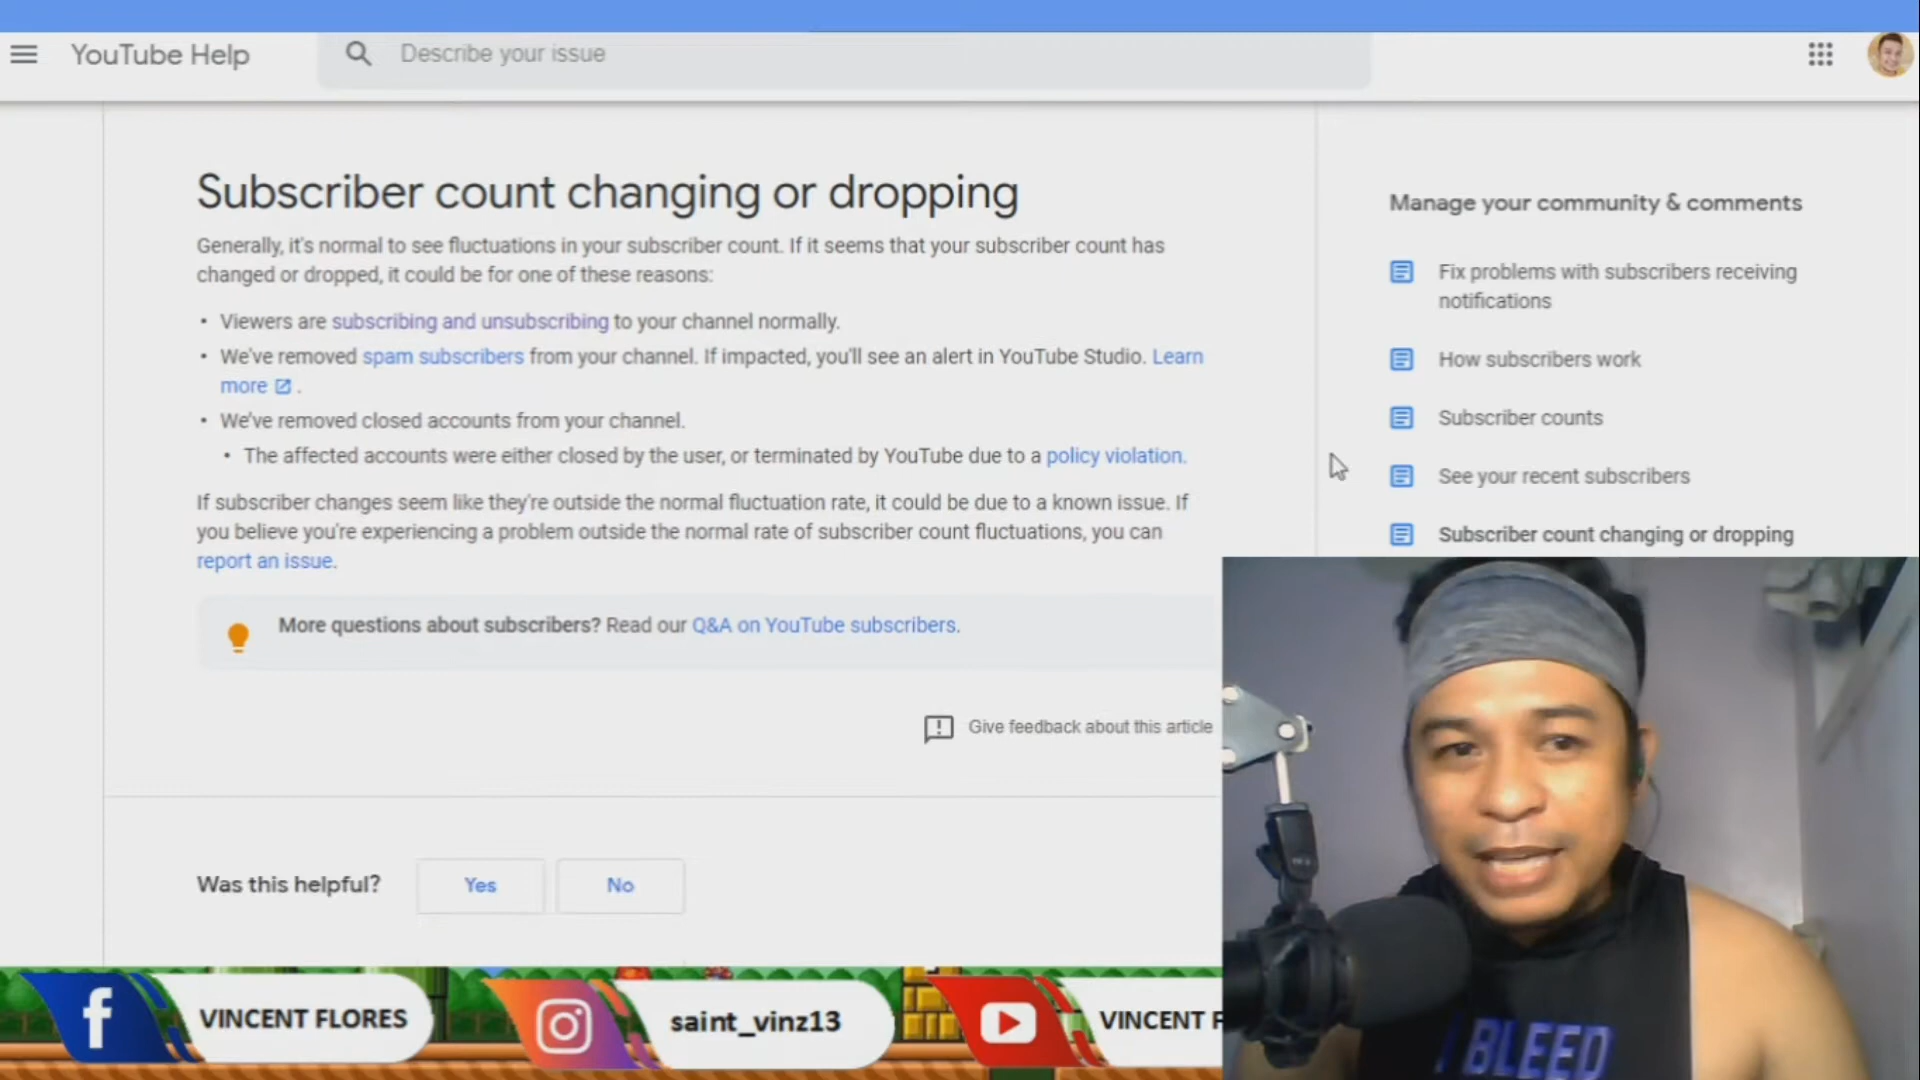 YouTube Help
Describe your issue
Subscriber count changing or dropping
Generally, it's normal to see fluctuations in your subscriber count. If it seems that your subscriber count has
changed or dropped, it could be for one of these reasons:
• Viewers are subscribing and unsubscribing to your channel normally.
• We've removed spam subscribers from your channel. If impacted, you'll see an alert in YouTube Studio. Learn
more .
• We've removed closed accounts from your channel.
• The affected accounts were either closed by the user, or terminated by YouTube due to a policy violation.
If subscriber changes seem like they're outside the normal fluctuation rate, it could be due to a known issue. If
you believe you're experiencing a problem outside the normal rate of subscriber count fluctuations, you can
report an issue.
More questions about subscribers? Read our Q&A on YouTube subscribers.
Give feedback about this article
Was this helpful?
Yes
No
Manage your community & comments
Fix problems with subscribers receiving
notifications
How subscribers work
Subscriber counts
See your recent subscribers
Subscriber count changing or dropping
I BLEED
VINCENT FLORES
saint_vinz13
VINCENT F